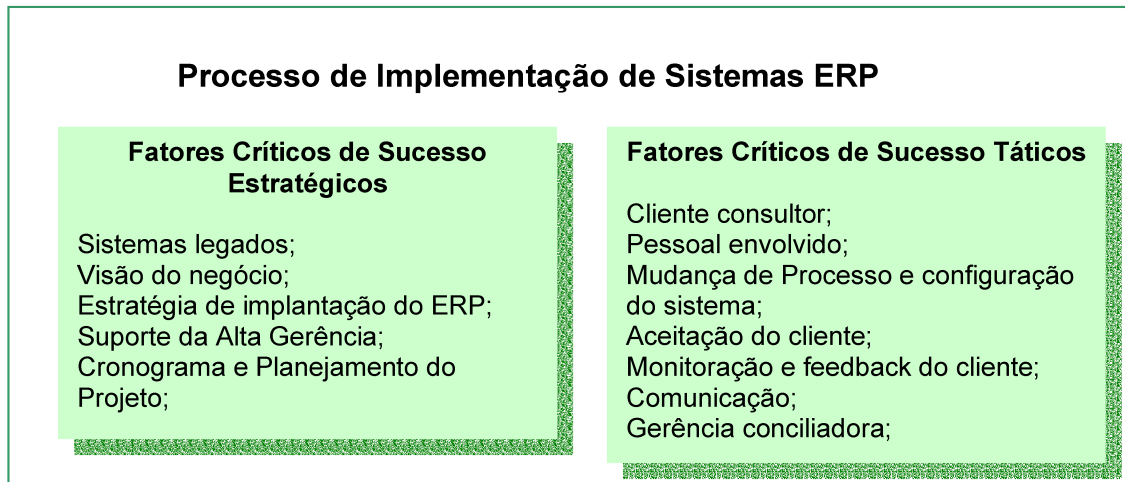 Processo de Implementação de Sistemas ERP
Fatores Críticos de Sucesso
Estratégicos
Sistemas legados;
Visão do negócio;
Estratégia de implantação do ERP;
Suporte da Alta Gerência;
Cronograma e Planejamento do
Projeto;
Fatores Críticos de Sucesso Táticos
Cliente consultor;
Pessoal envolvido;
Mudança de Processo e configuração
do sistema;
Aceitação do cliente;
Monitoração e feedback do cliente;
Comunicação;
Gerência conciliadora;